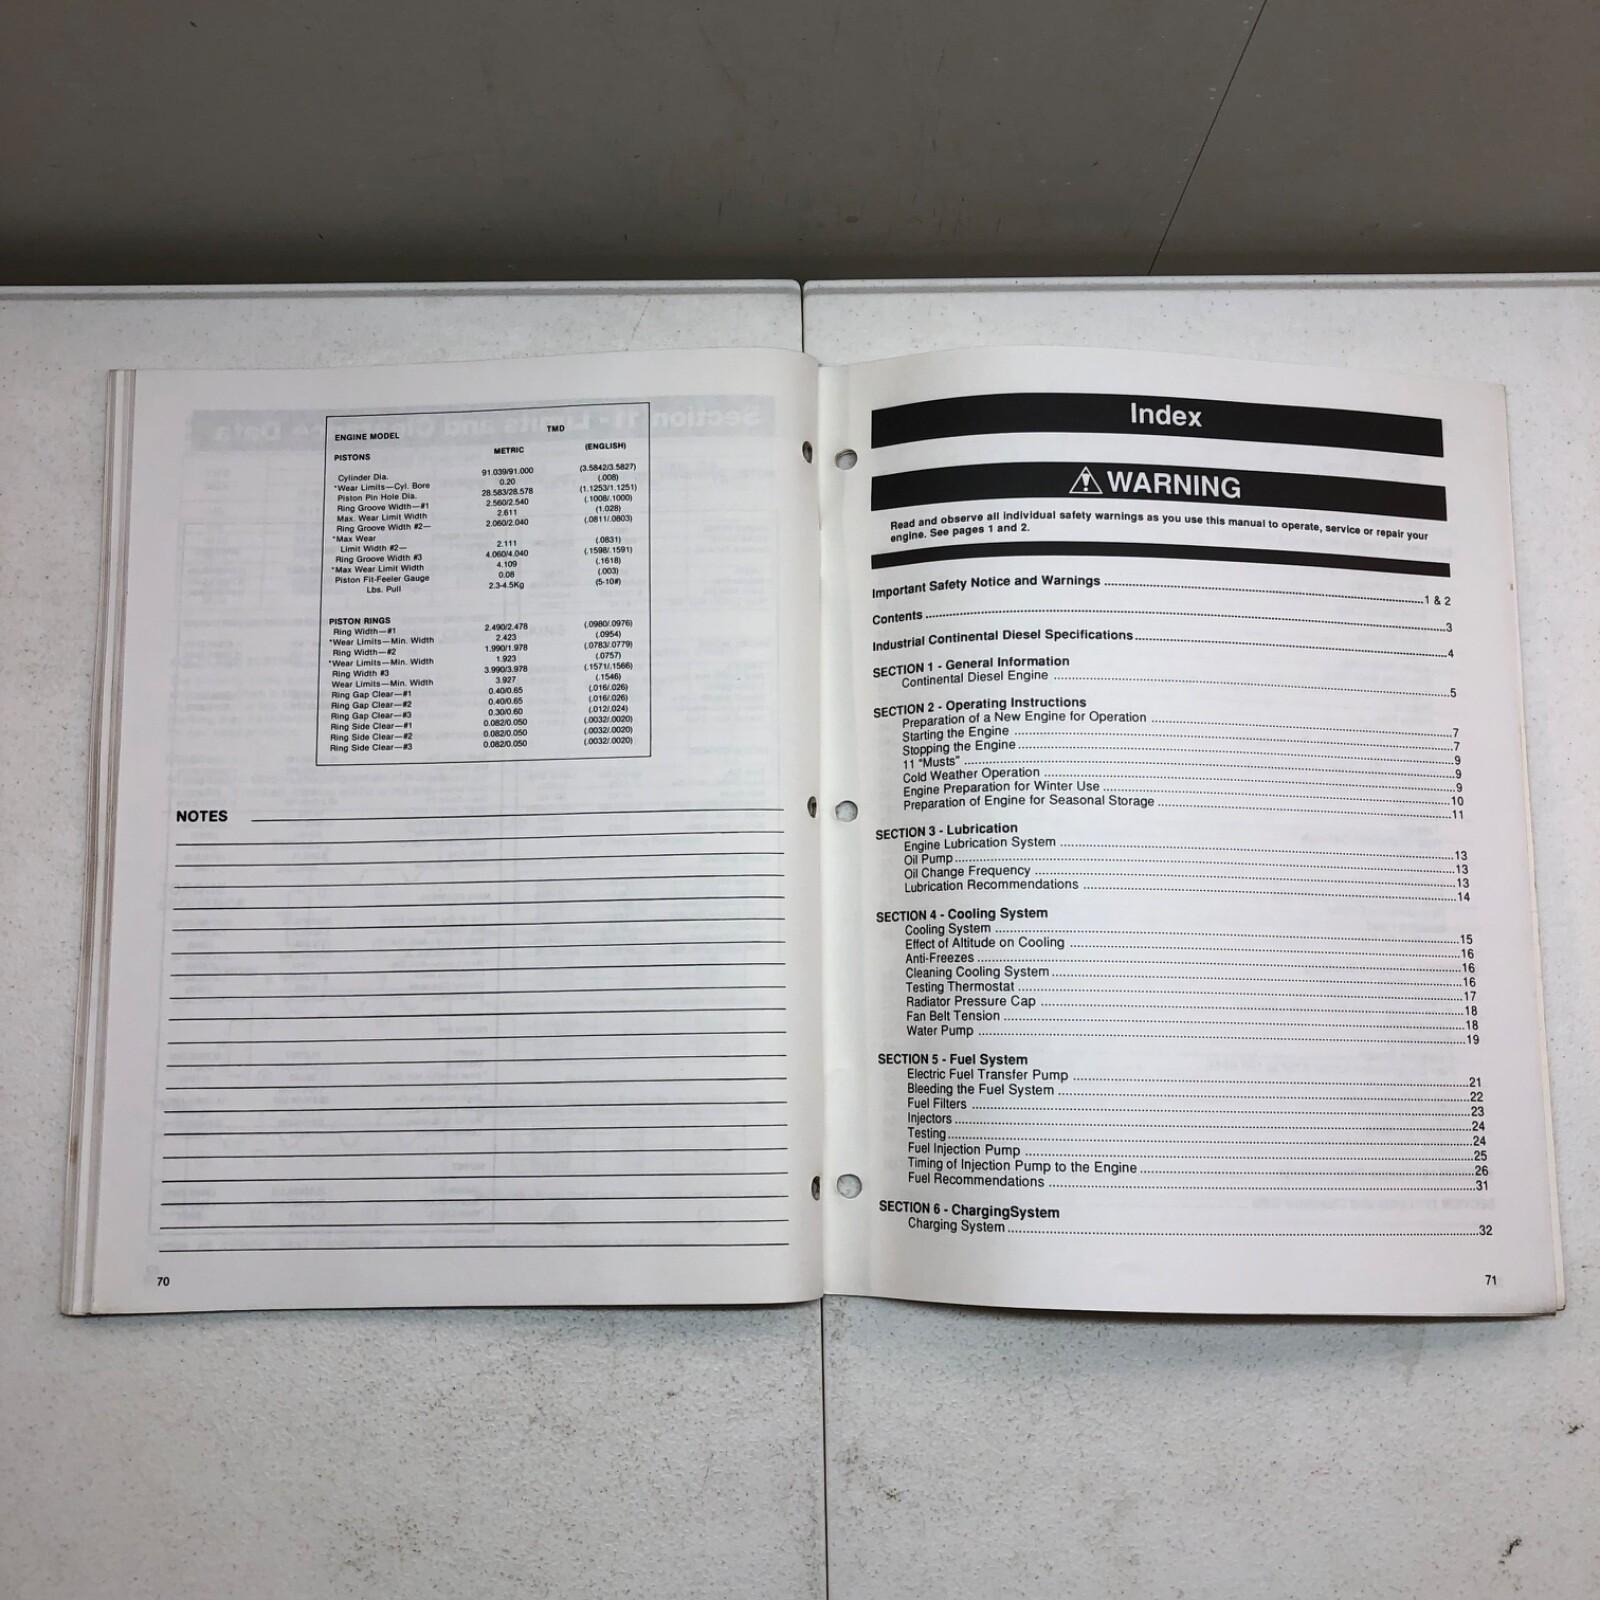 ENGINE MODEL TMD
PISTONS METRIC (ENGLISH)
Cylinder Dia. 91.039/91.000 (3.5842/3.5827)
*Wear Limits—Cyl. Bore 0.20 (.008)
Piston Pin Hole Dia. 28.583/28.578 (1.1253/1.1251)
Ring Groove Width—#1 2.560/2.540 (.1008/.1000)
Max. Wear Limit Width 2.611 (1.028)
Ring Groove Width #2— 2.060/2.040 (.0811/.0803)
*Max Wear
Limit Width #2— 2.111 (.0831)
Ring Groove Width #3 4.060/4.040 (.1598/.1591)
*Max Wear Limit Width 4.109 (.1618)
Piston Fit-Feeler Gauge 0.08 (.003)
Lbs. Pull 2.3-4.5Kg (5-10#)
PISTON RINGS
Ring Width—#1 2.490/2.478 (.0980/.0976)
*Wear Limits—Min. Width 2.423 (.0954)
Ring Width—#2 1.990/1.978 (.0783/.0779)
*Wear Limits—Min. Width 1.923 (.0757)
Ring Width #3 3.990/3.978 (.1571/.1566)
Wear Limits—Min. Width 3.927 (.1546)
Ring Gap Clear—#1 0.40/0.65 (.016/.026)
Ring Gap Clear—#2 0.40/0.65 (.016/.026)
Ring Gap Clear—#3 0.30/0.60 (.012/.024)
Ring Side Clear—#1 0.082/0.050 (.0032/.0020)
Ring Side Clear—#2 0.082/0.050 (.0032/.0020)
Ring Side Clear—#3 0.082/0.050 (.0032/.0020)
NOTES
70
Index
WARNING
Read and observe all individual safety warnings as you use this manual to operate, service or repair your
engine. See pages 1 and 2.
Important Safety Notice and Warnings 1 & 2
Contents 3
Industrial Continental Diesel Specifications 4
SECTION 1 - General Information
Continental Diesel Engine 5
SECTION 2 - Operating Instructions
Preparation of a New Engine for Operation 7
Starting the Engine 7
Stopping the Engine 9
11 "Musts" 9
Cold Weather Operation 9
Engine Preparation for Winter Use 10
Preparation of Engine for Seasonal Storage 11
SECTION 3 - Lubrication
Engine Lubrication System 13
Oil Pump 13
Oil Change Frequency 13
Lubrication Recommendations 14
SECTION 4 - Cooling System
Cooling System 15
Effect of Altitude on Cooling 16
Anti-Freezes 16
Cleaning Cooling System 16
Testing Thermostat 17
Radiator Pressure Cap 18
Fan Belt Tension 18
Water Pump 19
SECTION 5 - Fuel System
Electric Fuel Transfer Pump 21
Bleeding the Fuel System 22
Fuel Filters 23
Injectors 24
Testing 24
Fuel Injection Pump 25
Timing of Injection Pump to the Engine 26
Fuel Recommendations 31
SECTION 6 - ChargingSystem
Charging System 32
71